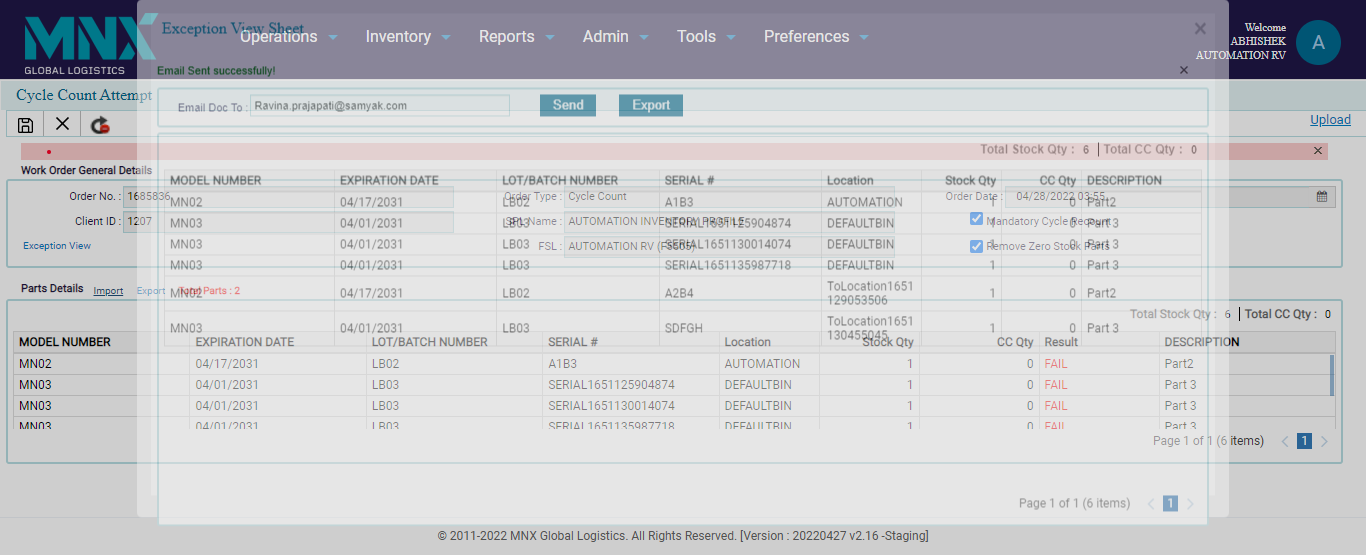 MNX
GLOBAL LOGISTICS
Exception View Sheet
Operations Inventory Reports Admin Tools Preferences
Welcome
ABHISHEK
AUTOMATION RV
A
Email Sent successfully!
Cycle Count Attempt
Email Doc To : Ravina.prajapati@samyak.com Send Export
Upload
Total Stock Qty : 6 Total CC Qty : 0
Work Order General Details
MODEL NUMBER EXPIRATION DATE LOT/BATCH NUMBER SERIAL # Location Stock Qty CC Qty DESCRIPTION
MN02 04/17/2031 LB02 A1B3 AUTOMATION 1 0 Part2
MN03 04/01/2031 LB03 SERIAL1651125904874 DEFAULTBIN 1 0 Part 3
MN03 04/01/2031 LB03 SERIAL1651130014074 DEFAULTBIN 1 0 Part 3
MN03 04/01/2031 LB03 SERIAL1651135987718 DEFAULTBIN 1 0 Part 3
MN02 04/17/2031 LB02 A2B4 ToLocation1651129053506 1 0 Part2
MN03 04/01/2031 LB03 SDFGH ToLocation1651130455045 1 0 Part 3
Page 1 of 1 (6 items) 1
Order No. : 1685836 Order Type : Cycle Count Order Date : 04/28/2022 03:55
Client ID : 1207 SPL Name : AUTOMATION INVENTORY PROFILE Mandatory Cycle Recount
Exception View FSL : AUTOMATION RV Remove Zero Stock Parts
Parts Details Import Export Total Parts : 2
Total Stock Qty : 6 Total CC Qty : 0
MODEL NUMBER EXPIRATION DATE LOT/BATCH NUMBER SERIAL # Location Stock Qty CC Qty Result DESCRIPTION
MN02 04/17/2031 LB02 A1B3 AUTOMATION 1 0 FAIL Part2
MN03 04/01/2031 LB03 SERIAL1651125904874 DEFAULTBIN 1 0 FAIL Part 3
MN03 04/01/2031 LB03 SERIAL1651130014074 DEFAULTBIN 1 0 FAIL Part 3
MN03 04/01/2031 LB03 SERIAL1651135987718 DEFAULTBIN 1 0 FAIL Part 3
Page 1 of 1 (6 items) 1
© 2011-2022 MNX Global Logistics. All Rights Reserved. [Version : 20220427 v2.16 -Staging]